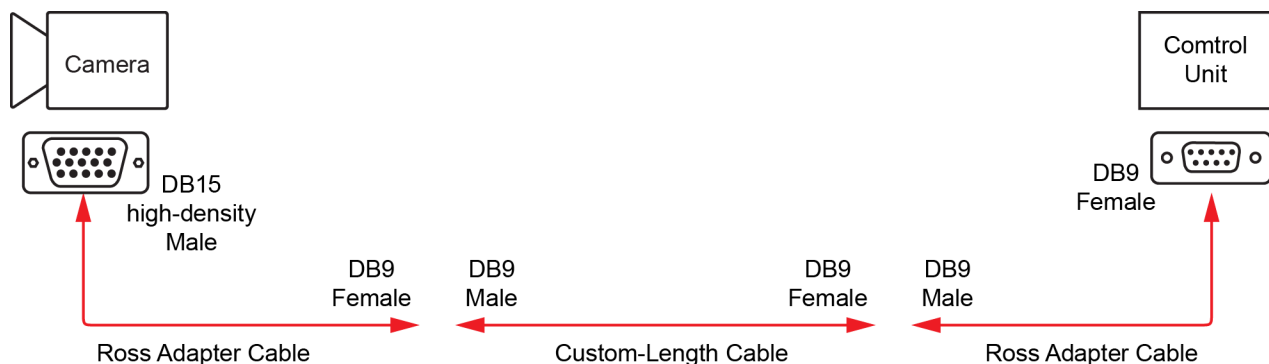 Camera
Comtrol
Unit
DB15
high-density
Male
DB9
Female
DB9
Female
DB9
Male
DB9
Female
DB9
Male
Ross Adapter Cable
Custom-Length Cable
Ross Adapter Cable